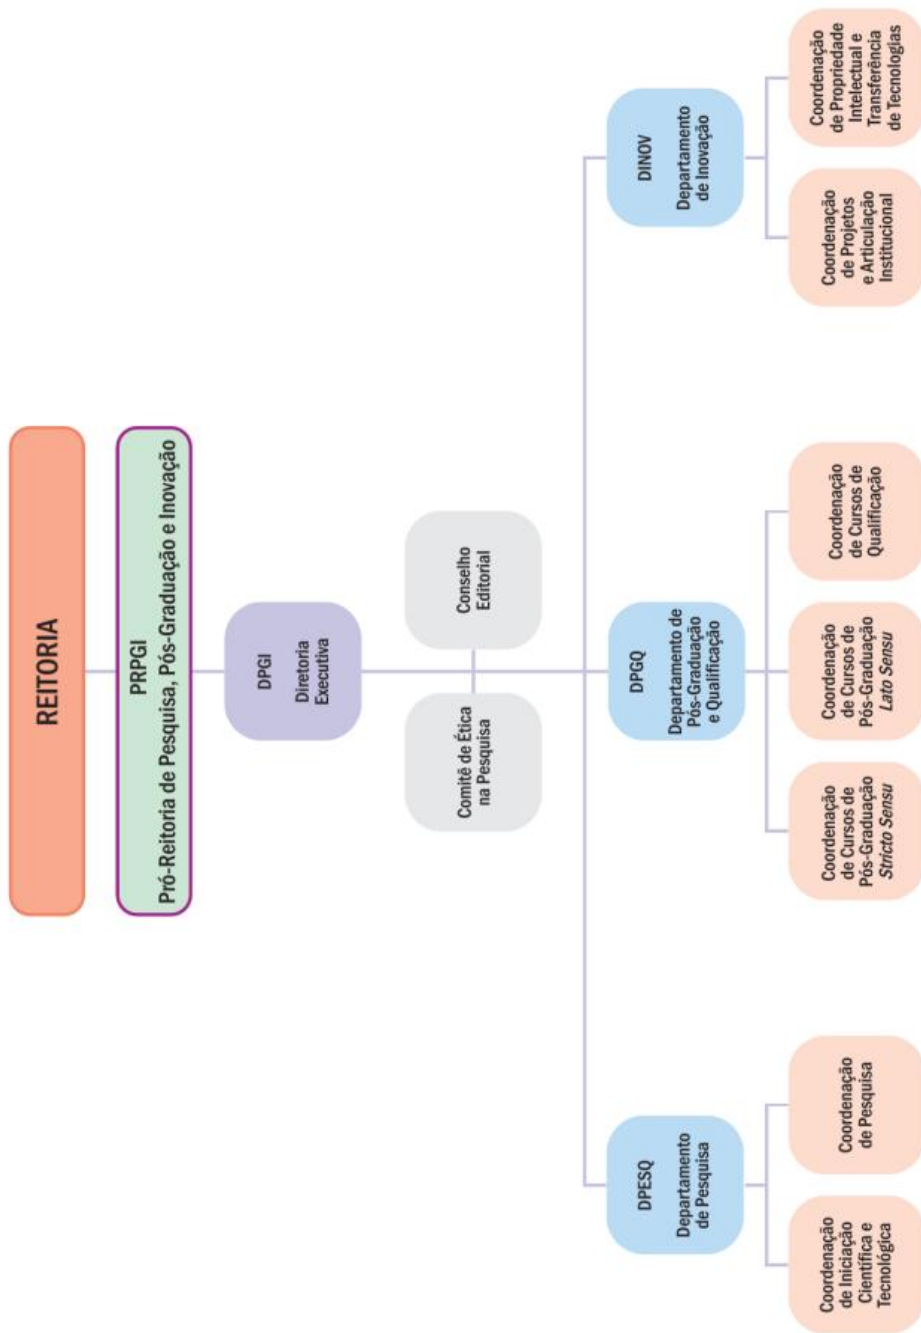 REITORIA
PRPGI
Pró-Reitoria de Pesquisa, Pós-Graduação e Inovação
DPGI
Diretoria
Executiva
Comitê de Ética
na Pesquisa
Conselho
Editorial
DPESQ
Departamento
de Pesquisa
DPGQ
Departamento de
Pós-Graduação
e Qualificação
DINOV
Departamento
de Inovação
Coordenação
de Iniciação
Científica e
Tecnológica
Coordenação
de Pesquisa
Coordenação
de Cursos de
Pós-Graduação
Stricto Sensu
Coordenação
de Cursos de
Pós-Graduação
Lato Sensu
Coordenação
de Cursos de
Qualificação
Coordenação
de Projetos
e Articulação
Institucional
Coordenação
de Propriedade
Intelectual e
Transferência
de Tecnologias